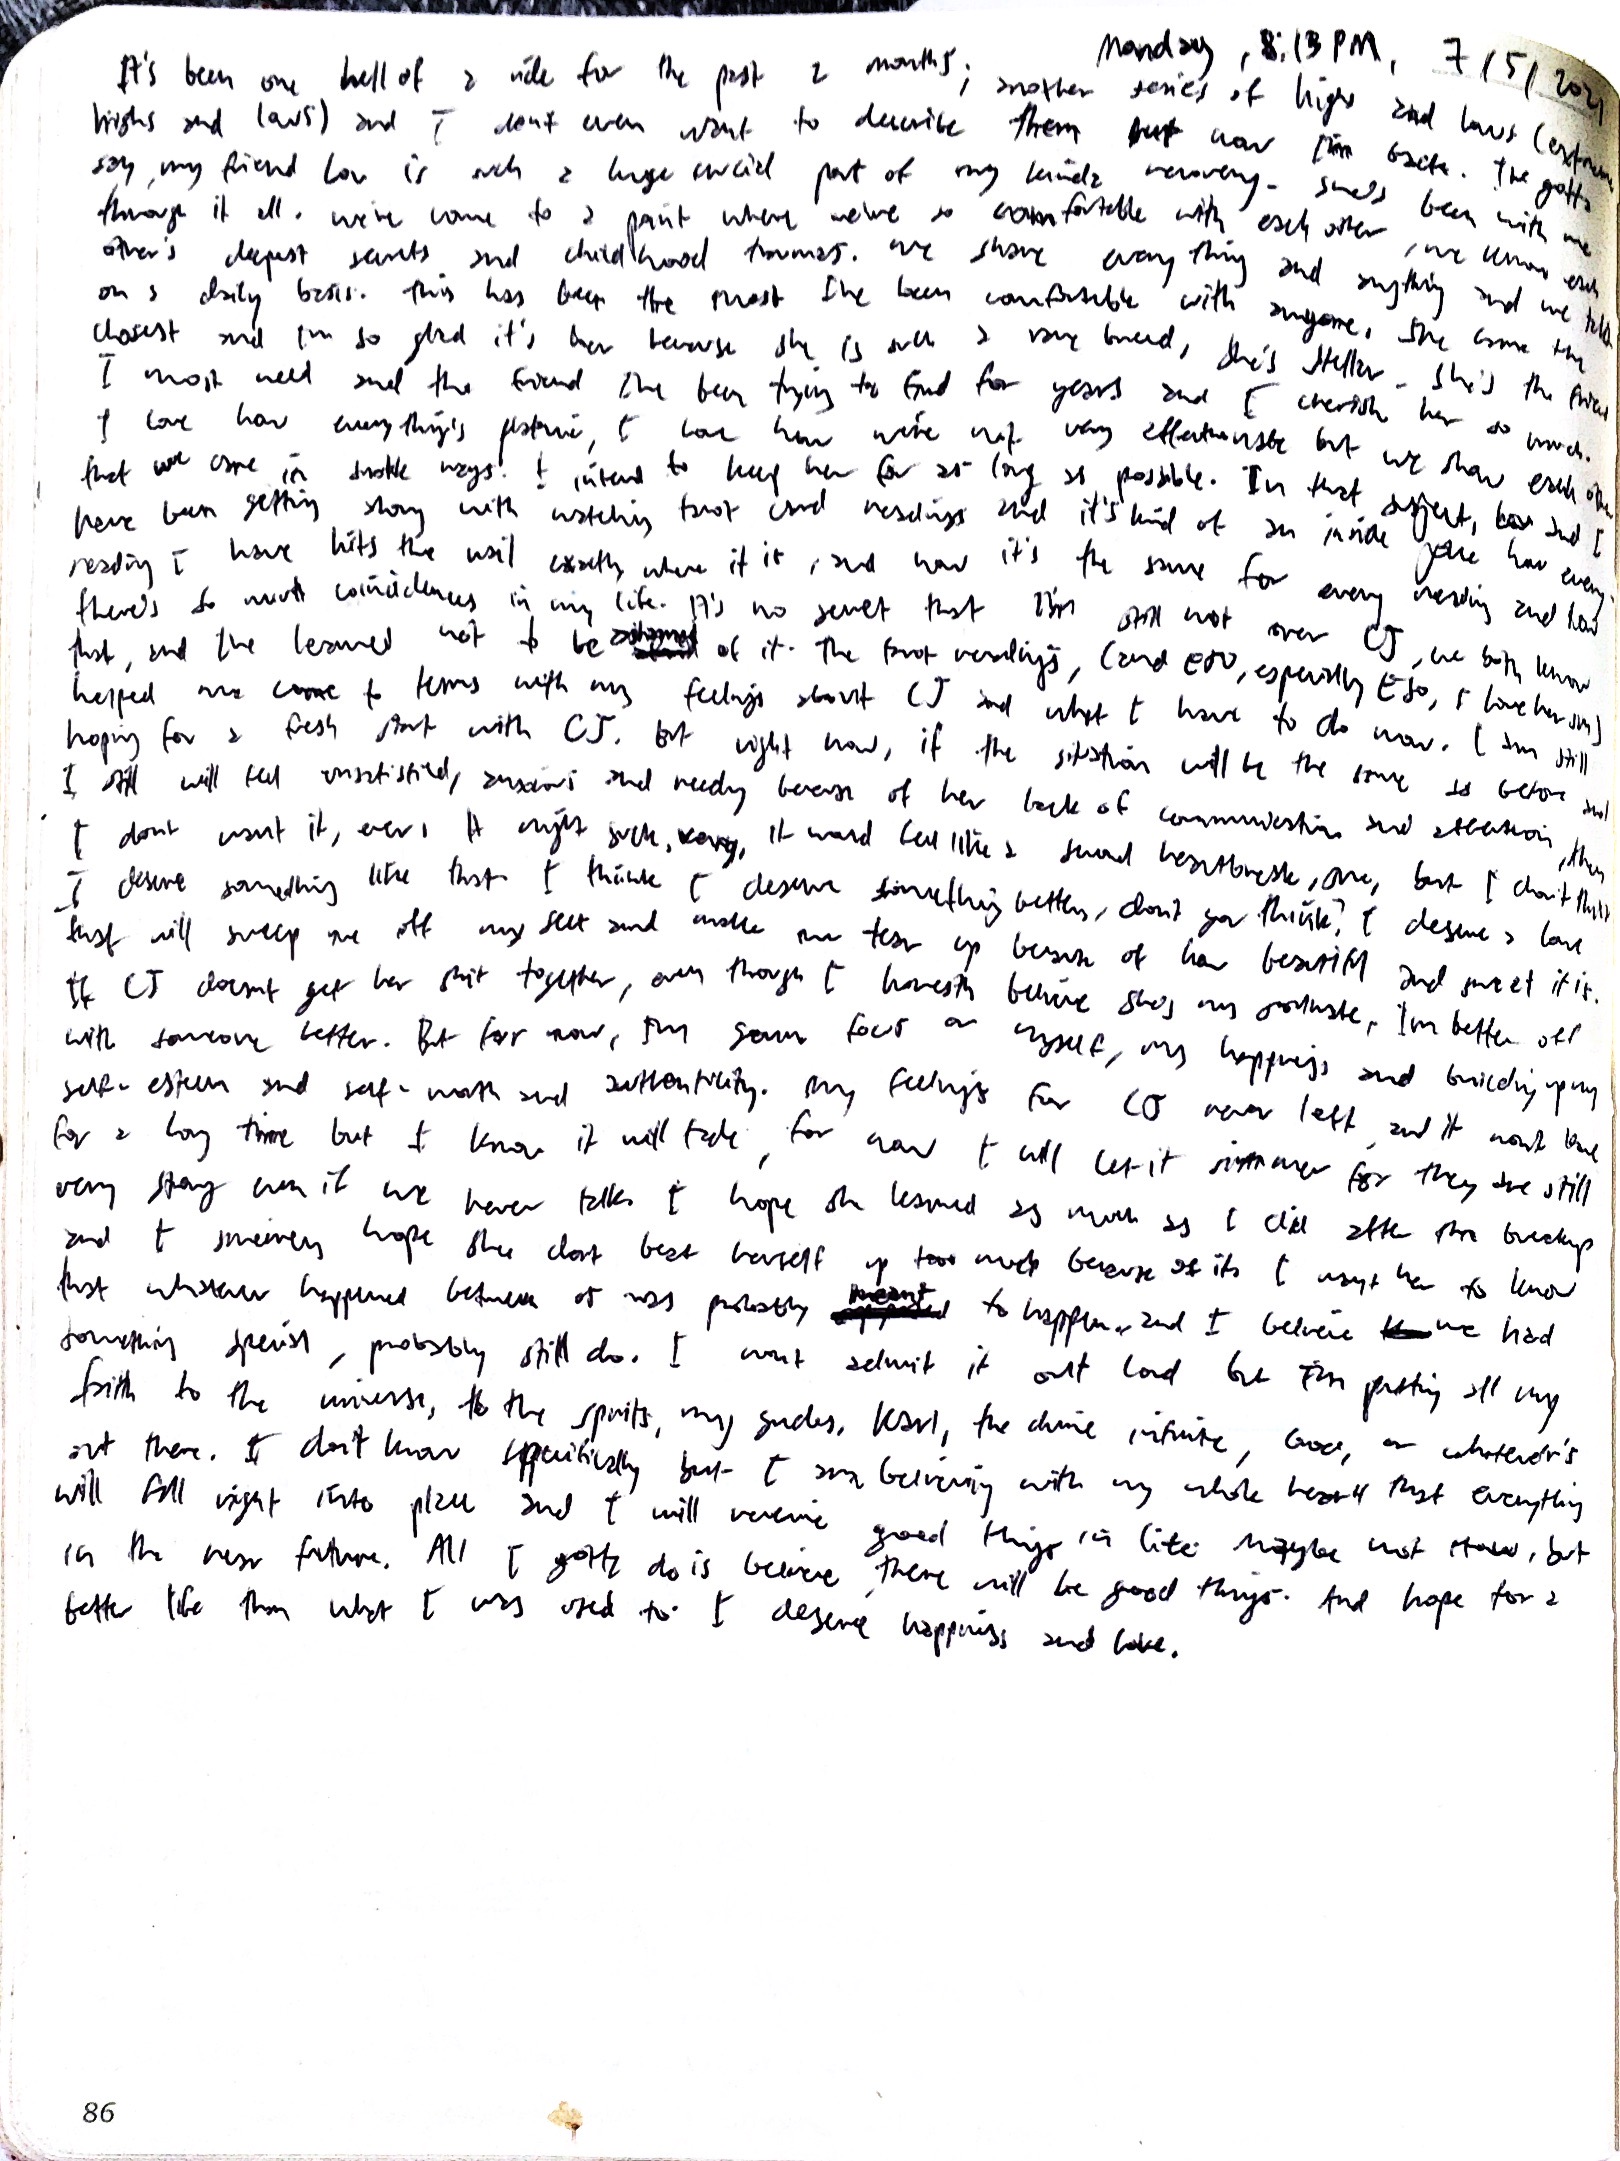 Monday, 8:13 PM, 7/5/2021
It's been one hell of a ride for the past 2 months, another series of highs and lows (extreme
highs and lows) and I dont even want to describe them but now I'm back. I've gotta
say, my friend Lou is such a huge crucial part of my kinda recovery. She's been with me
through it all. We've come to a point where we're so comfortable with each other, we know each
other's deepest secrets and childhood traumas. We share everything and anything and we talk
on a daily basis. This has been the most I've been comfortable with anyone, she came the
closest and I'm so glad it's her because she is such a rare breed, she's stellar. She's the friend
I most need and the friend I've been trying to find for years and I cherish her so much.
I love how everything's platonic, I love how we're not very affectionate but we show each other
that we care in subtle ways. I intend to keep her for as long as possible. In that subject, Lou and I
have been getting strong with watching tarot card readings and it's kind of an inside joke how every
reading I have hits the nail exactly where it is, and now it's the same for every reading and how
there's so much coincidences in my life. It's no secret that I'm still not over CJ, we both know
that, and I've learned not to be ashamed of it. The tarot readings, (and ESO, especially ESO, I love her sm)
helped me come to terms with my feelings about CJ and what I have to do now. I am still
hoping for a fresh start with CJ. But right now, if the situation will be the same as before and
I still will feel unsatisfied, anxious and needy because of her lack of communication and attention, then
I dont want it, ever. It might suck, it would feel like a second heartbreak, sure, but I don't think
I deserve something like that. I think I deserve something better, don't you think? I deserve a love
that will sweep me off my feet and make me tear up because of how beautiful and sweet it is.
If CJ doesnt get her shit together, even though I honestly believe she's my soulmate, I'm better off
with someone better. But for now, I'm gonna focus on myself, my happiness and building up my
self-esteem and self-worth and authenticity. My feelings for CJ never left, and it wont leave
for a long time but I know it will fade, for now I will let it simmer for they are still
very strong even if we never talk. I hope she learned as much as I did after the breakup
and I sincerely hope she dont beat herself up too much because of it. I want her to know
that whatever happened between us was probably meant to happen, and I believe we had
something special, probably still do. I wont admit it out loud but I'm putting all my
faith to the universe, to the spirits, my guides, Karl, the divine infinite, God, or whatever's
out there. I don't know specifically but I am believing with my whole heart that everything
will fall right into place and I will receive good things in life. Maybe not now, but
in the near future. All I gotta do is believe, there will be good things. And hope for a
better life than what I was used to. I deserve happiness and love.
86